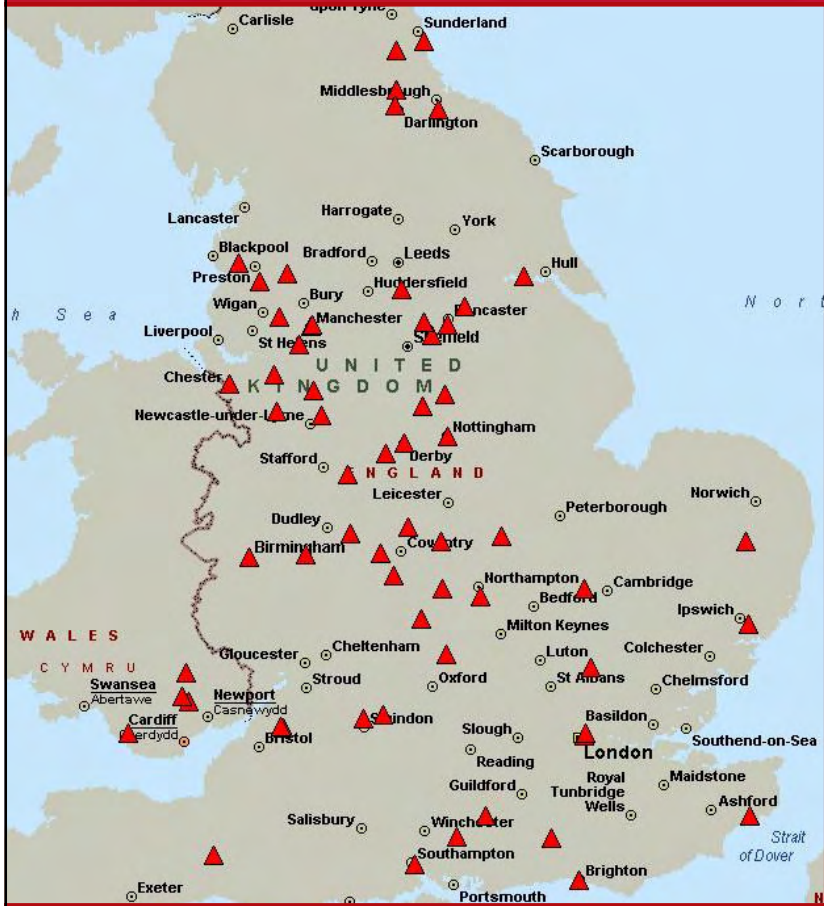 upon Tyne
Carlisle
Sunderland
Middlesbrough
Darlington
Scarborough
Lancaster
Harrogate
York
Blackpool
Bradford
Leeds
Hull
Preston
Huddersfield
Wigan
Bury
Doncaster
h Sea
Nort
Liverpool
Manchester
St Helens
Sheffield
UNITED
KINGDOM
Chester
Newcastle-under-Lyme
Nottingham
Derby
Stafford
ENGLAND
Leicester
Norwich
Peterborough
Dudley
Birmingham
Coventry
Northampton
Cambridge
Bedford
Ipswich
WALES
Milton Keynes
CYMRU
Gloucester
Cheltenham
Luton
Colchester
Swansea
Abertawe
Newport
Casnewydd
Stroud
Oxford
St Albans
Chelmsford
Cardiff
Swindon
Basildon
Bristol
Slough
London
Southend-on-Sea
Reading
Guildford
Royal
Tunbridge
Wells
Maidstone
Ashford
Salisbury
Winchester
Strait
of Dover
Southampton
Brighton
Exeter
Portsmouth
N